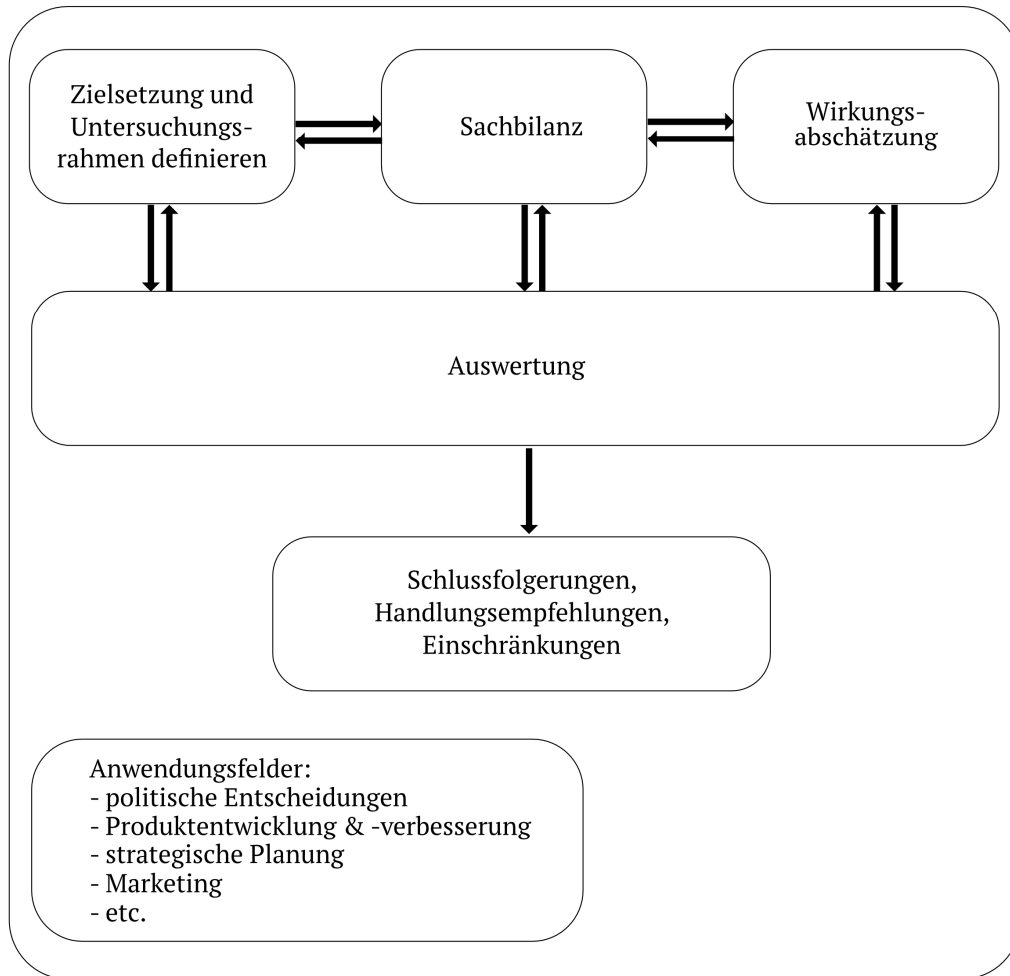 Zielsetzung und
Untersuchungs-
rahmen definieren
Sachbilanz
Wirkungs-
abschätzung
Auswertung
Schlussfolgerungen,
Handlungsempfehlungen,
Einschränkungen
Anwendungsfelder:
- politische Entscheidungen
- Produktentwicklung & -verbesserung
- strategische Planung
- Marketing
- etc.